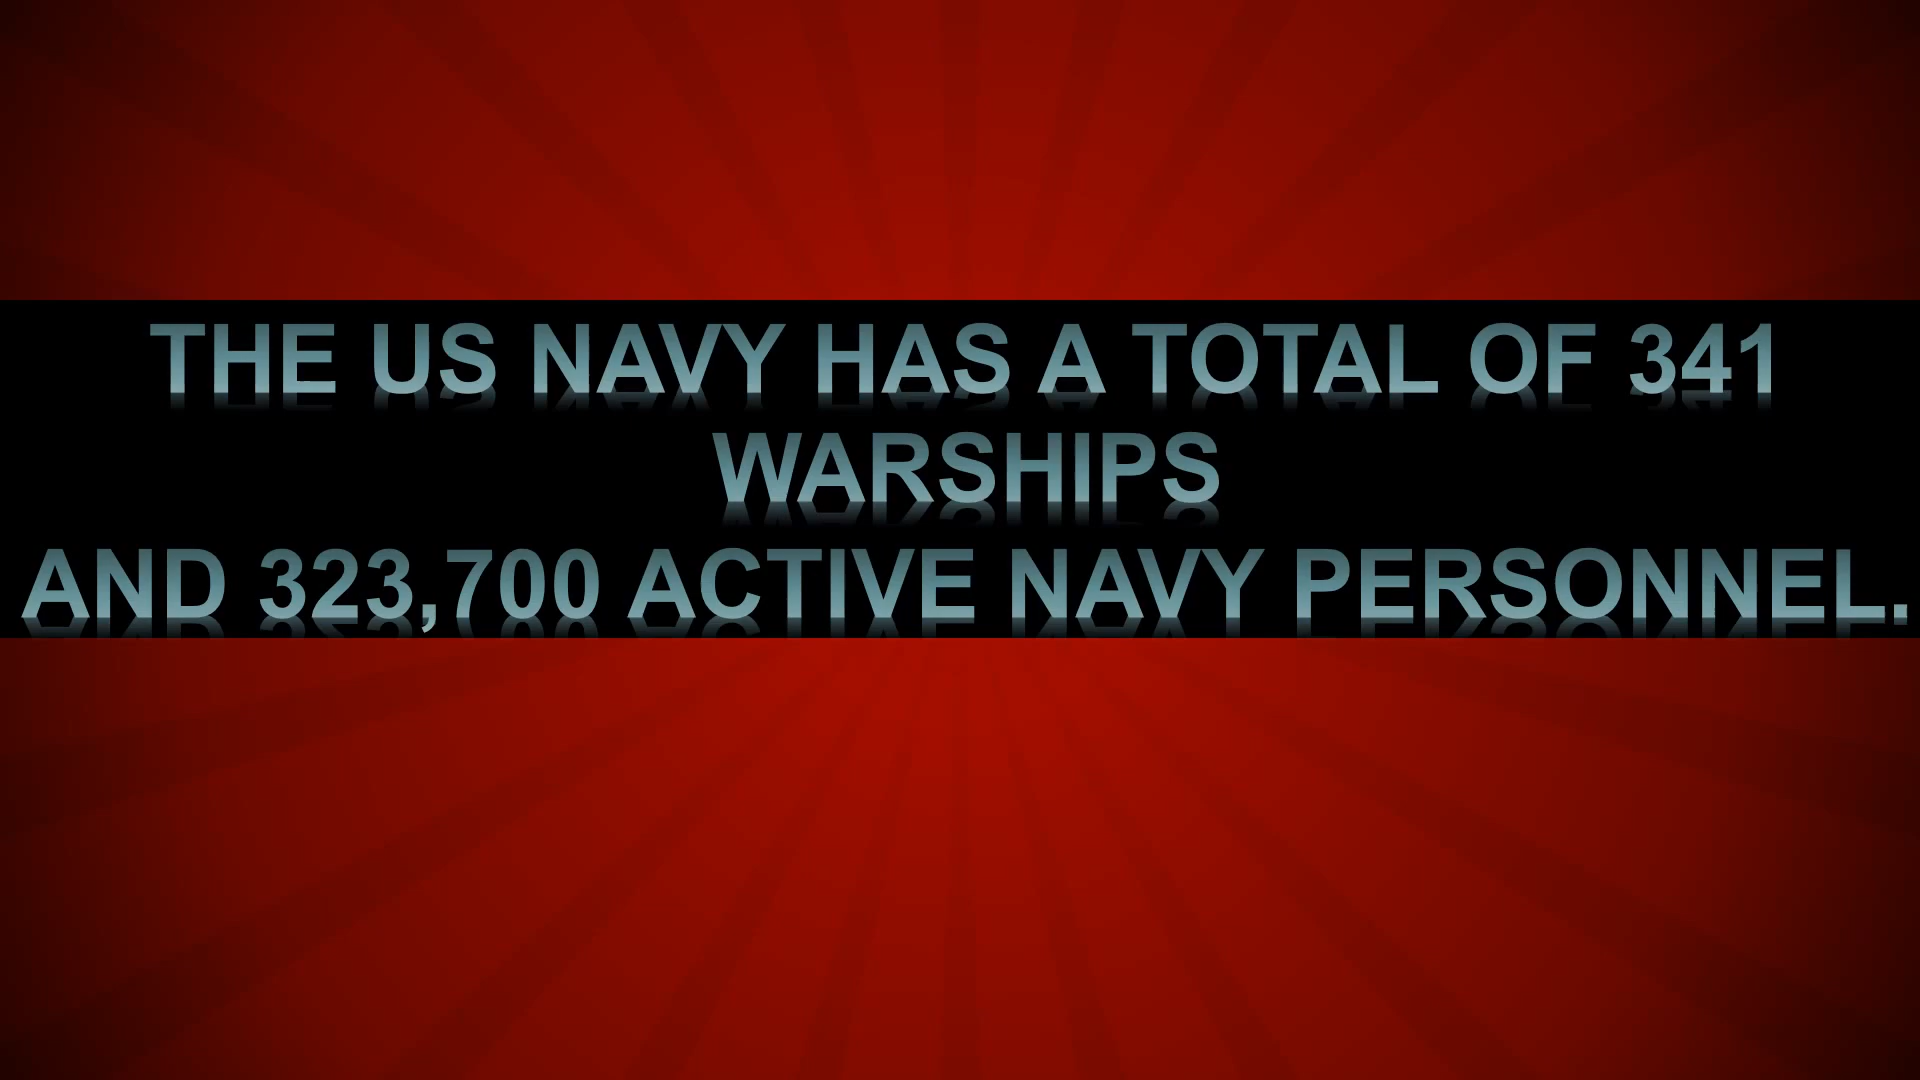 THE US NAVY HAS A TOTAL OF 341
WARSHIPS
AND 323,700 ACTIVE NAVY PERSONNEL.